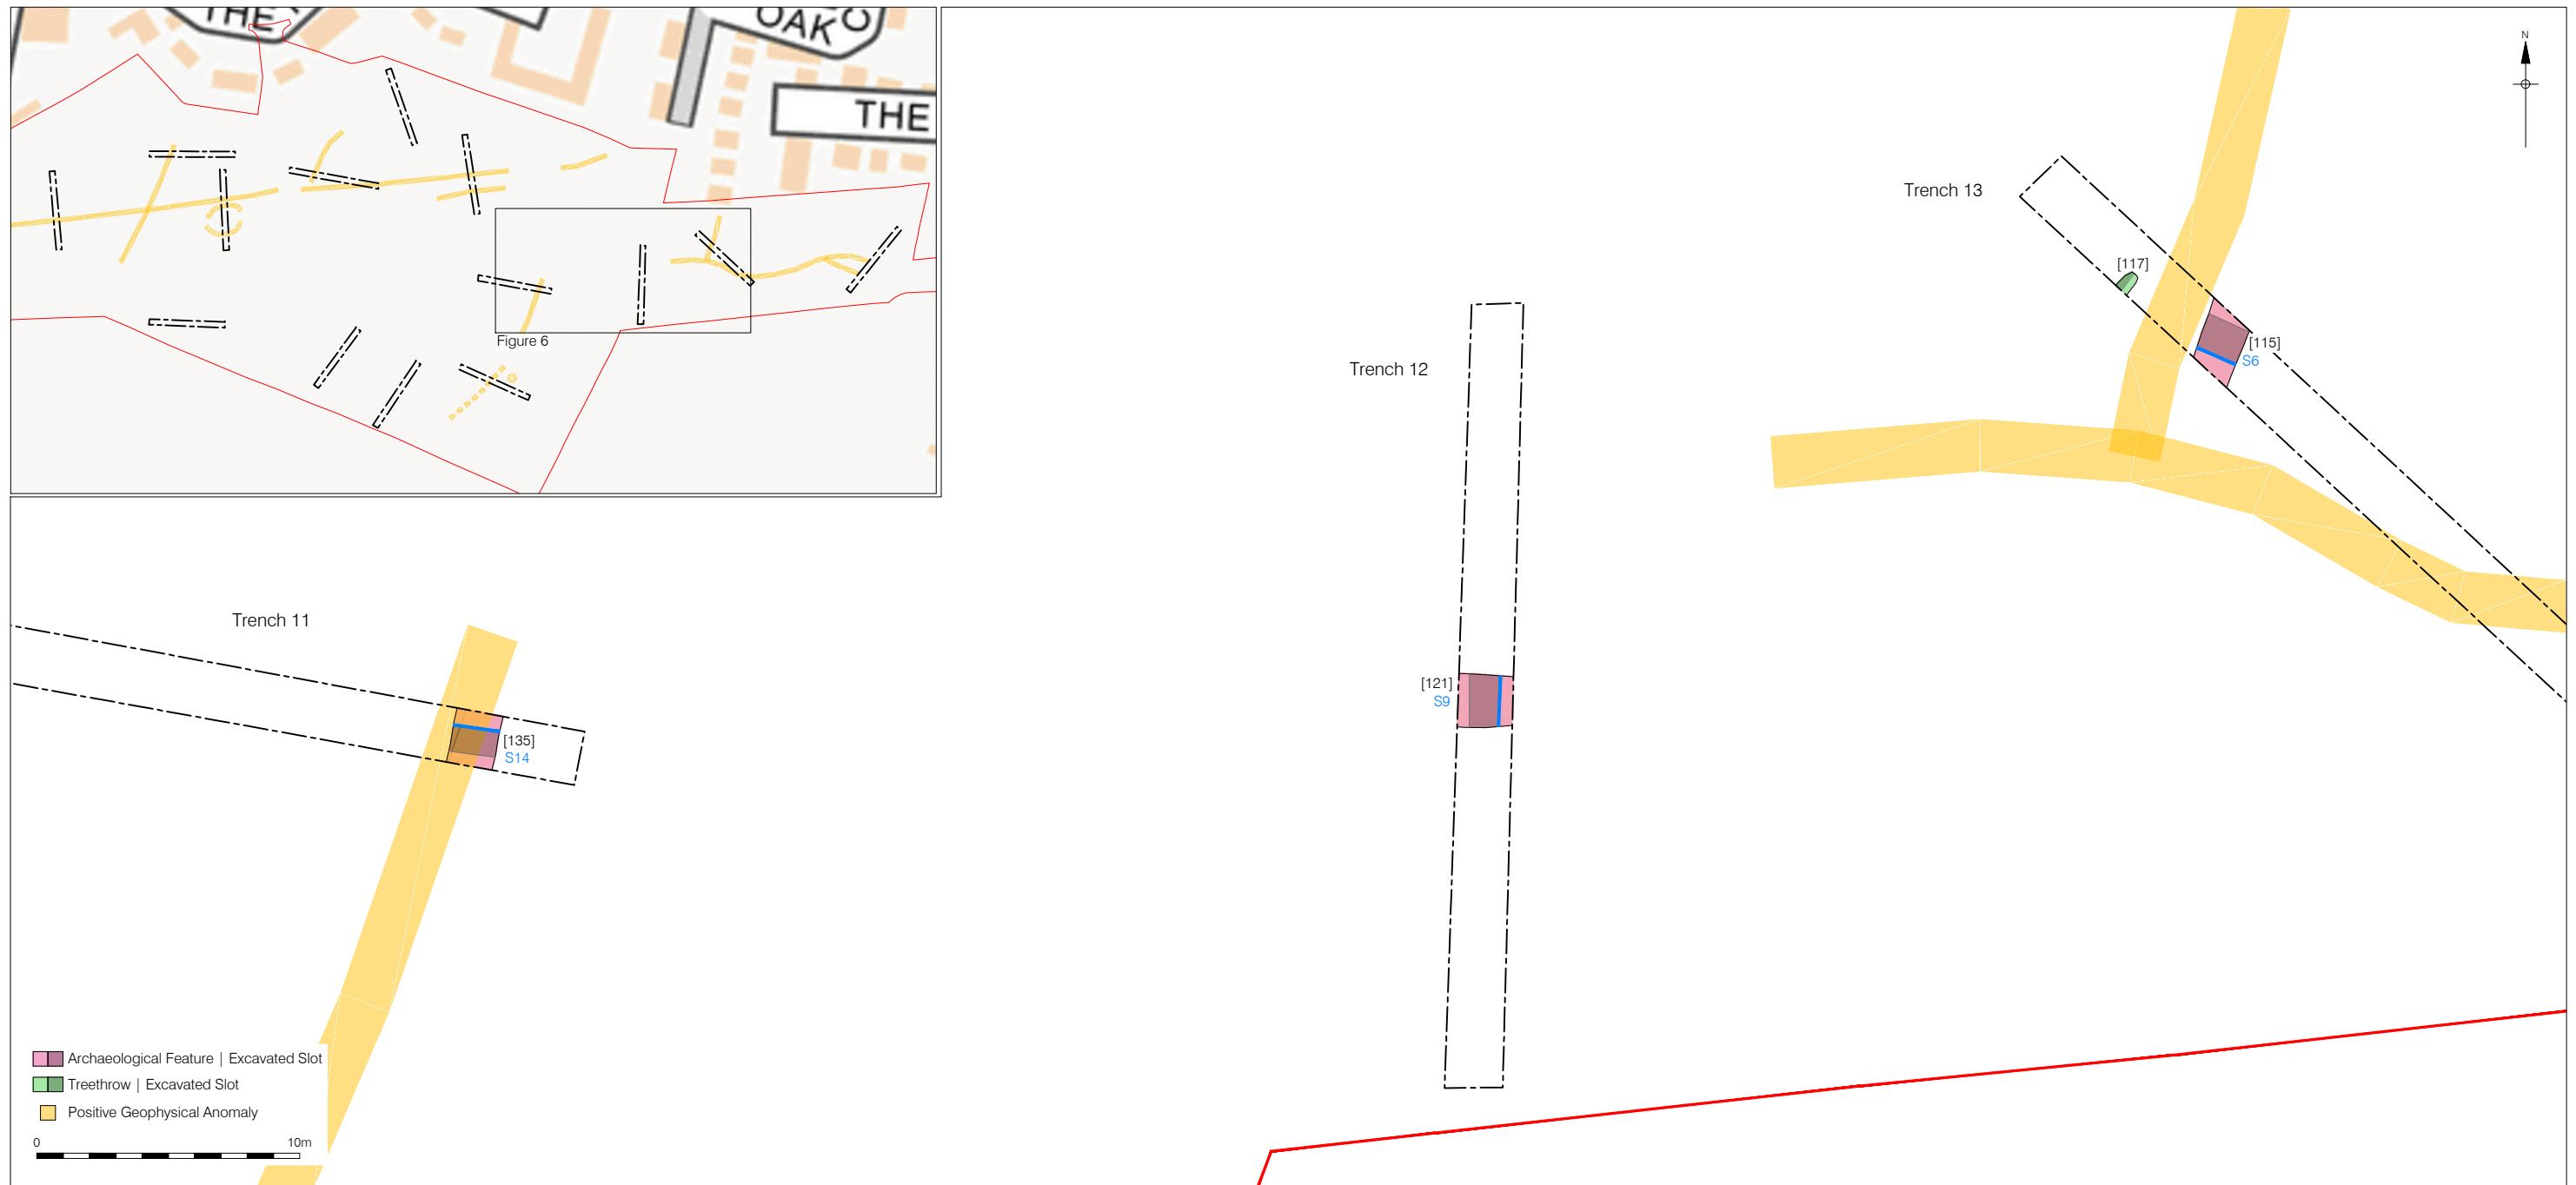 THE
OAK
THE
Figure 6
N
Trench 13
[117]
[115]
S6
Trench 12
[121]
S9
Trench 11
[135]
S14
Archaeological Feature | Excavated Slot
Treethrow | Excavated Slot
Positive Geophysical Anomaly
0 10m